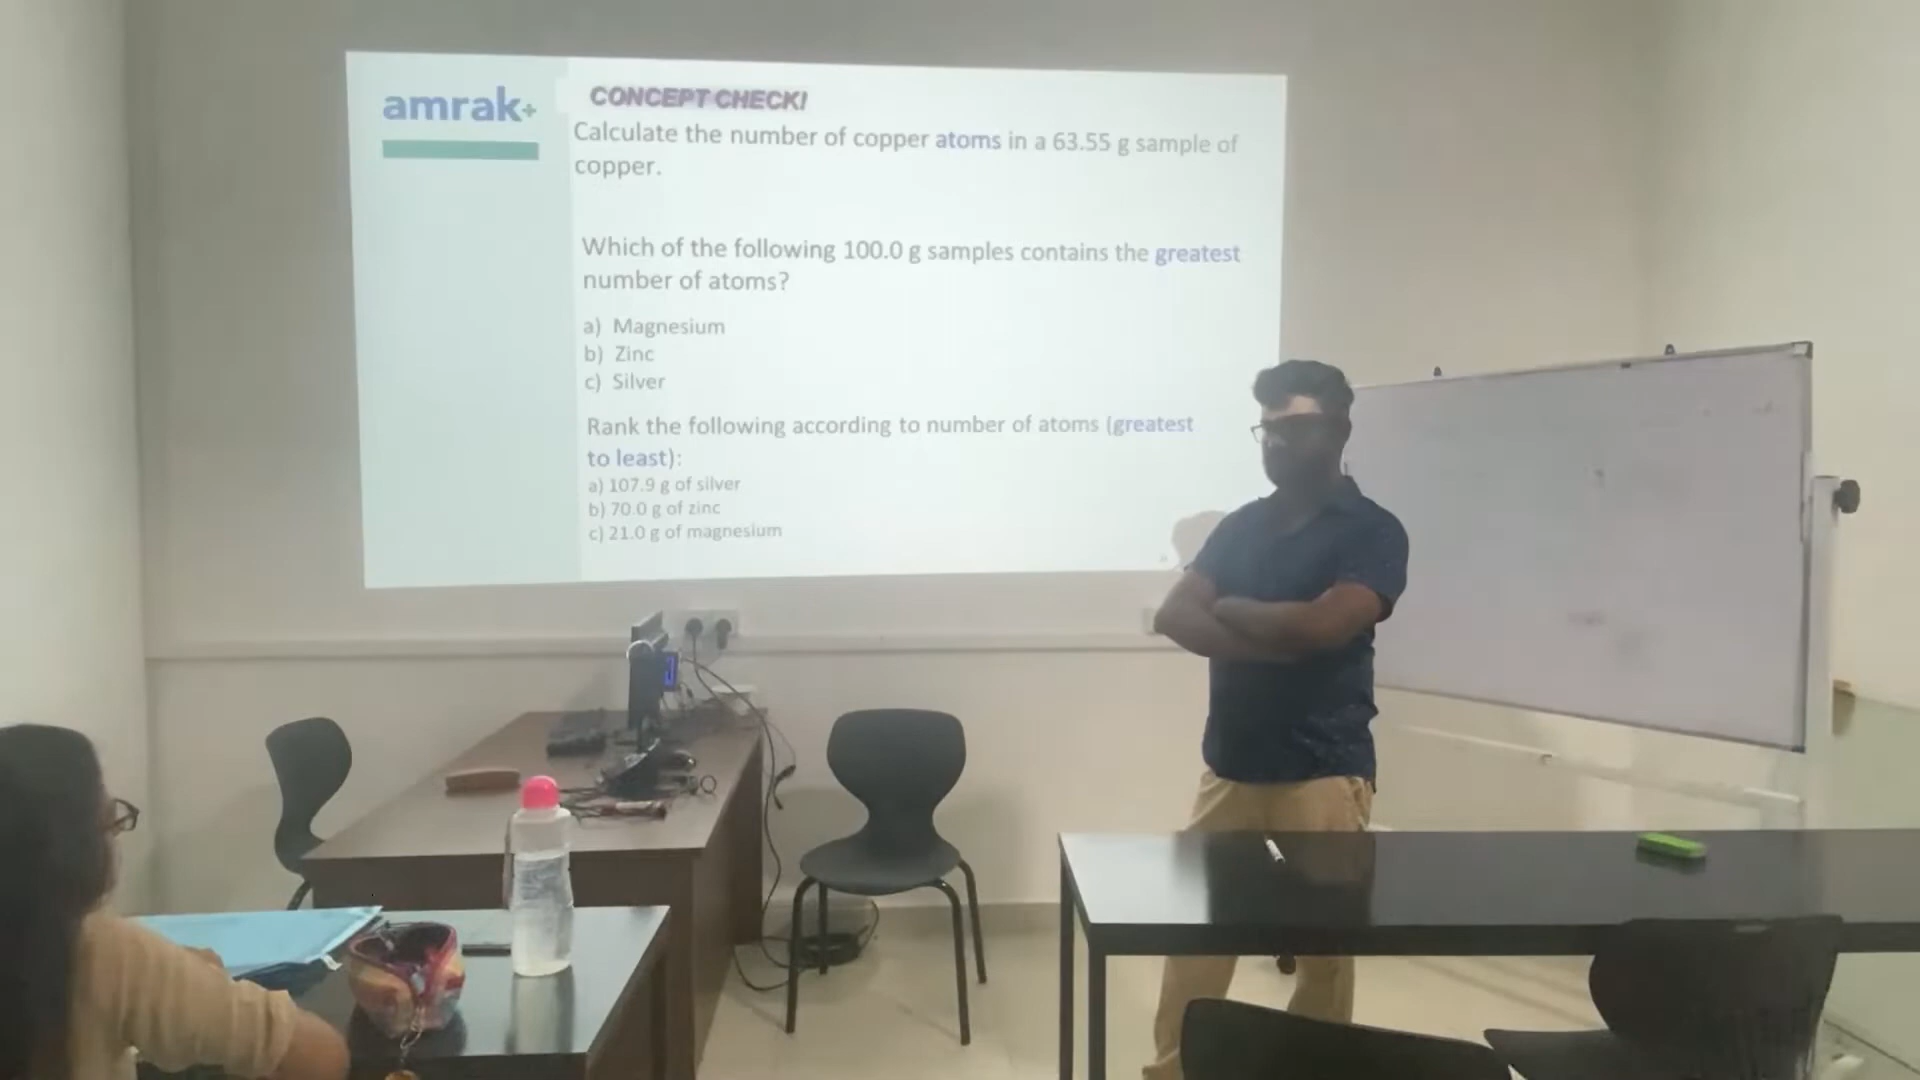 amrak+
CONCEPT CHECK!
Calculate the number of copper atoms in a 63.55 g sample of
copper.
Which of the following 100.0 g samples contains the greatest
number of atoms?
a) Magnesium
b) Zinc
c) Silver
Rank the following according to number of atoms (greatest
to least):
a) 107.9 g of silver
b) 70.0 g of zinc
c) 21.0 g of magnesium